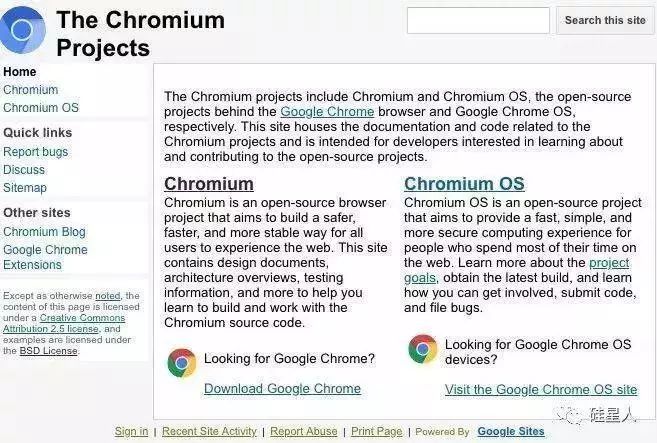 The Chromium
Projects
Search this site
Home
Chromium
Chromium OS
Quick links
Report bugs
Discuss
Sitemap
Other sites
Chromium Blog
Google Chrome
Extensions
Except as otherwise noted, the
content of this page is licensed
under a Creative Commons
Attribution 2.5 license, and
examples are licensed under
the BSD License.
The Chromium projects include Chromium and Chromium OS, the open-source
projects behind the Google Chrome browser and Google Chrome OS,
respectively. This site houses the documentation and code related to the
Chromium projects and is intended for developers interested in learning about
and contributing to the open-source projects.
Chromium
Chromium is an open-source browser
project that aims to build a safer,
faster, and more stable way for all
users to experience the web. This site
contains design documents,
architecture overviews, testing
information, and more to help you
learn to build and work with the
Chromium source code.
Looking for Google Chrome?
Download Google Chrome
Chromium OS
Chromium OS is an open-source project
that aims to provide a fast, simple, and
more secure computing experience for
people who spend most of their time on
the web. Learn more about the project
goals, obtain the latest build, and learn
how you can get involved, submit code,
and file bugs.
Looking for Google Chrome OS
devices?
Visit the Google Chrome OS site
硅星人
Sign in | Recent Site Activity | Report Abuse | Print Page | Powered By Google Sites